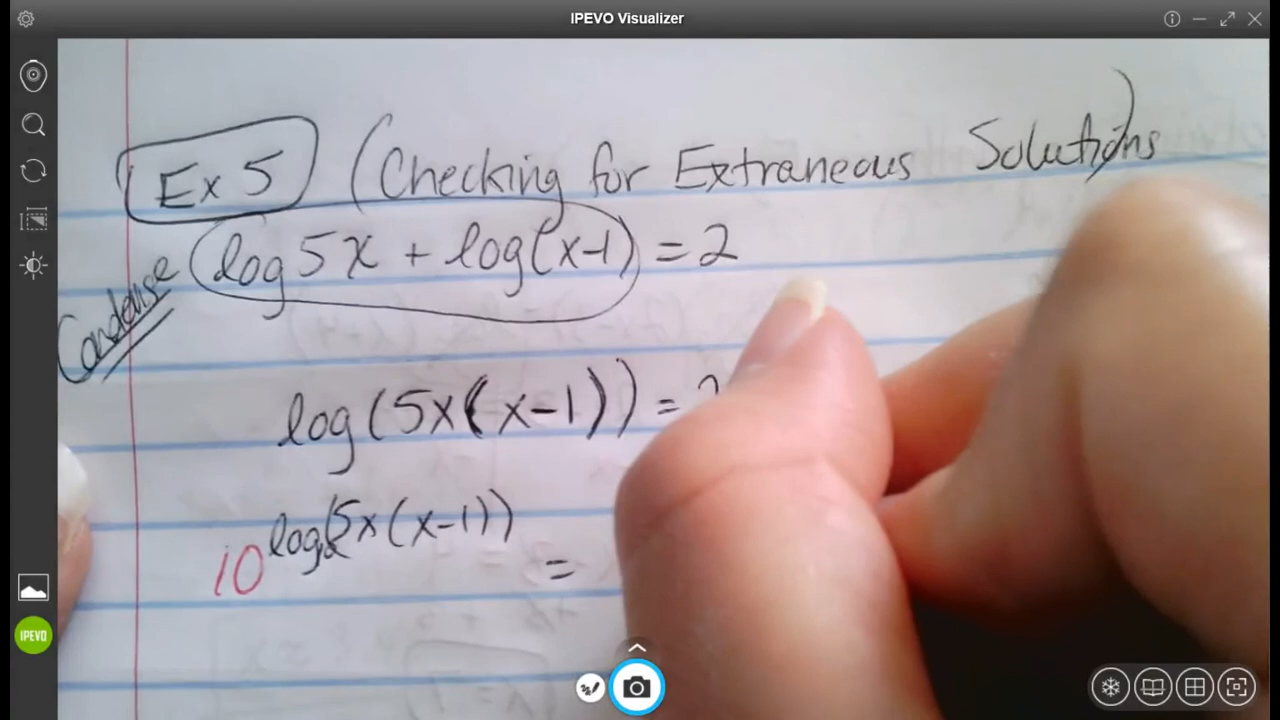 IPEVO Visualizer
Ex 5 (Checking for Extraneous Solutions)
log 5x + log(x-1) = 2
Condense
log(5x(x-1)) = 2
10^log(5x(x-1)) =
IPEVO